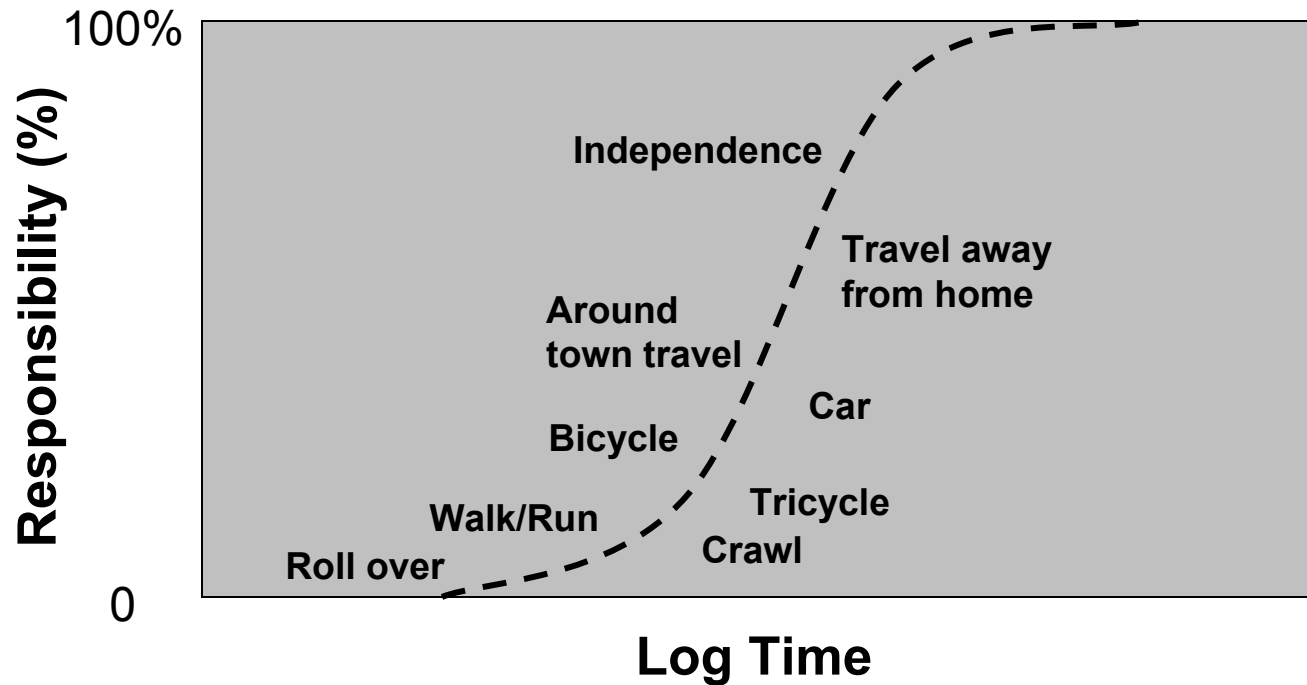 100%
Responsibility (%)
Independence
Travel away
from home
Around
town travel
Car
Bicycle
Tricycle
Walk/Run
Crawl
Roll over
0
Log Time